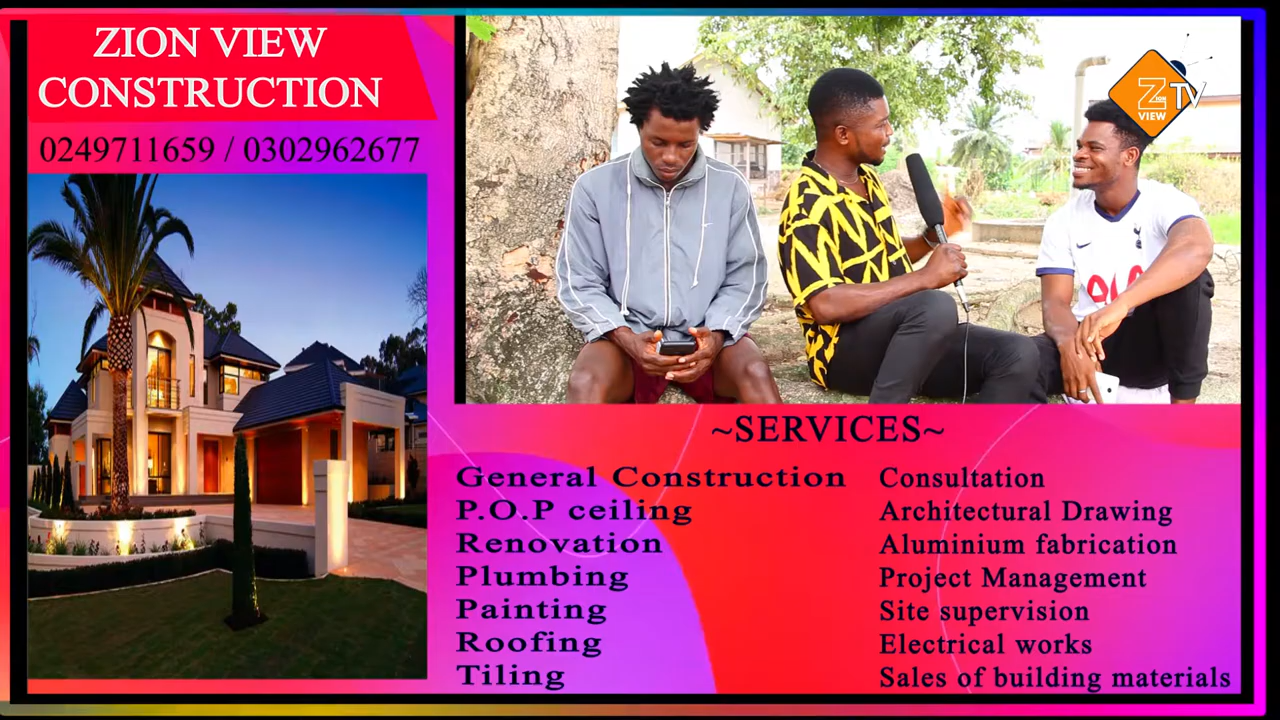 ZION VIEW
CONSTRUCTION
0249711659 / 0302962677
Z
ZION
VIEW
TV
~SERVICES~
General Construction
P.O.P ceiling
Renovation
Plumbing
Painting
Roofing
Tiling
Consultation
Architectural Drawing
Aluminium fabrication
Project Management
Site supervision
Electrical works
Sales of building materials